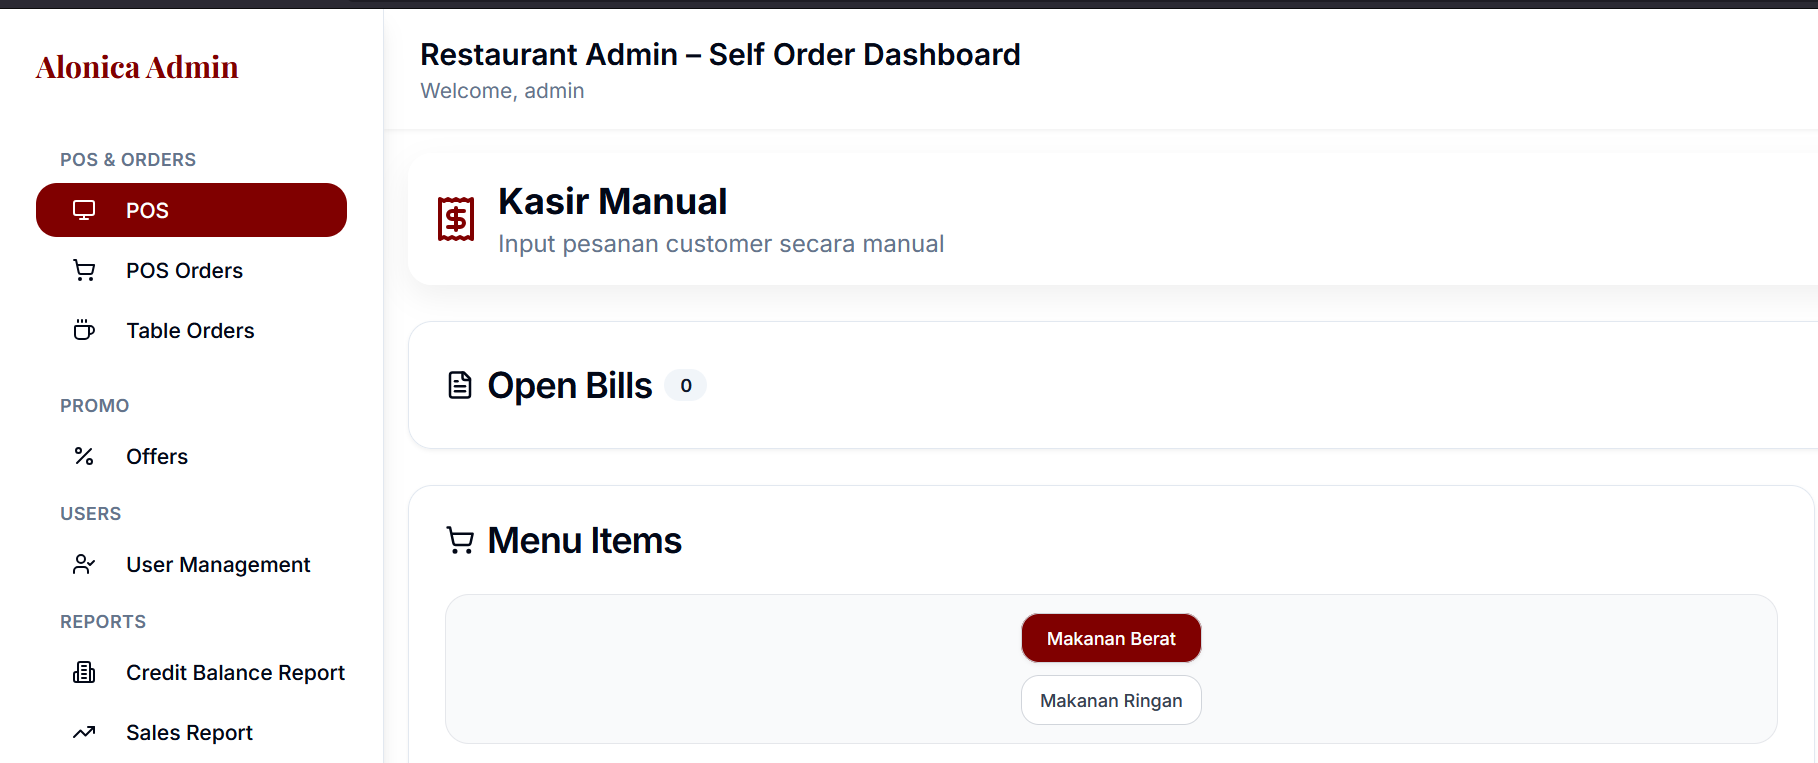 Alonica Admin
POS & ORDERS
POS
POS Orders
Table Orders
PROMO
Offers
USERS
User Management
REPORTS
Credit Balance Report
Sales Report
Restaurant Admin – Self Order Dashboard
Welcome, admin
Kasir Manual
Input pesanan customer secara manual
Open Bills 0
Menu Items
Makanan Berat
Makanan Ringan